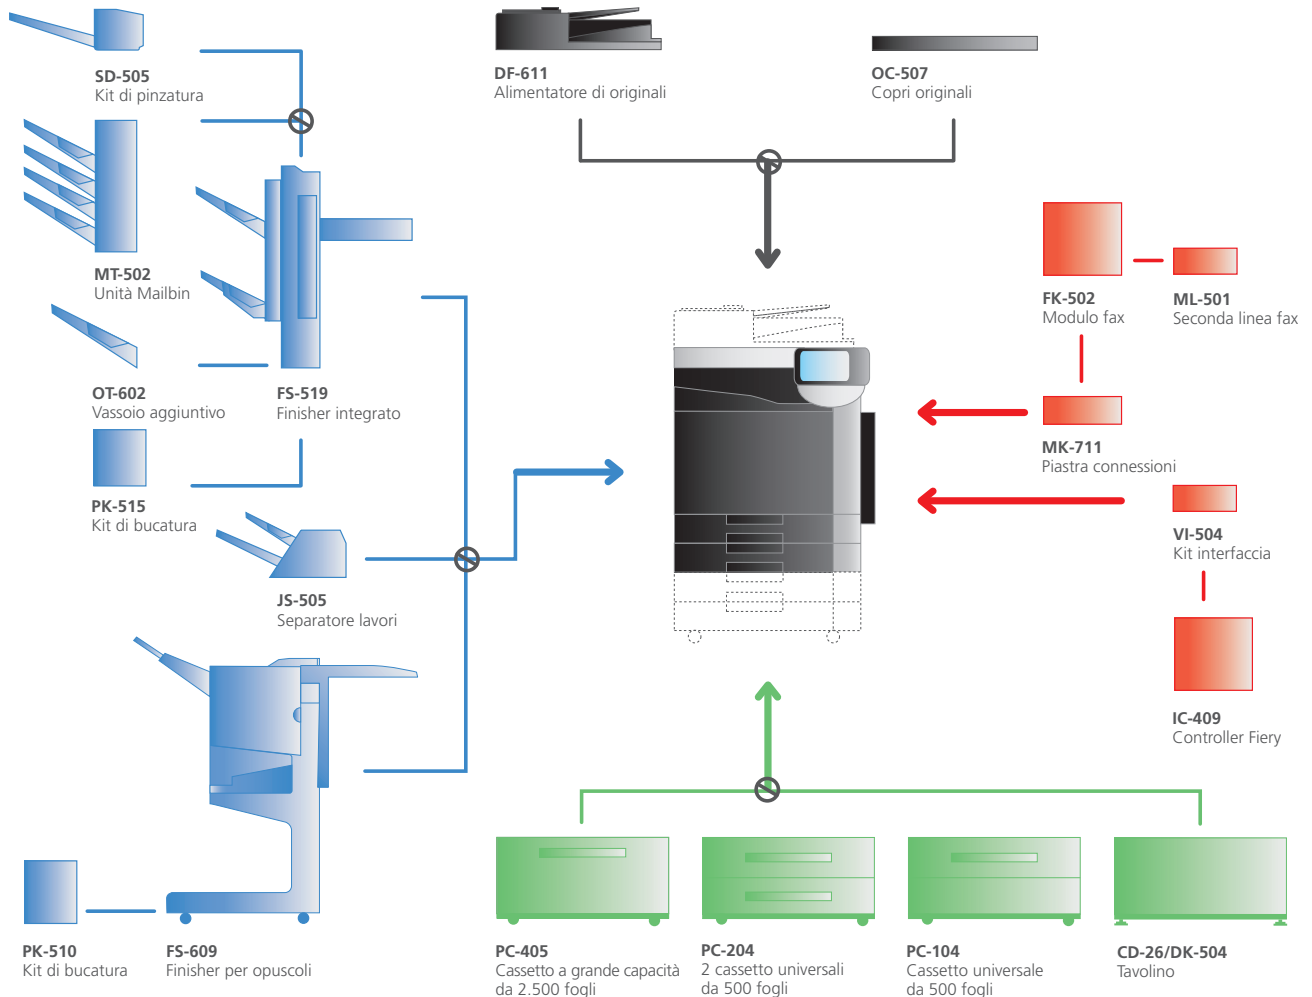 SD-505
Kit di pinzatura
DF-611
Alimentatore di originali
OC-507
Copri originali
MT-502
Unità Mailbin
FK-502
Modulo fax
ML-501
Seconda linea fax
OT-602
Vassoio aggiuntivo
FS-519
Finisher integrato
MK-711
Piastra connessioni
PK-515
Kit di bucatura
VI-504
Kit interfaccia
JS-505
Separatore lavori
IC-409
Controller Fiery
PK-510
Kit di bucatura
FS-609
Finisher per opuscoli
PC-405
Cassetto a grande capacità
da 2.500 fogli
PC-204
2 cassetto universali
da 500 fogli
PC-104
Cassetto universale
da 500 fogli
CD-26/DK-504
Tavolino